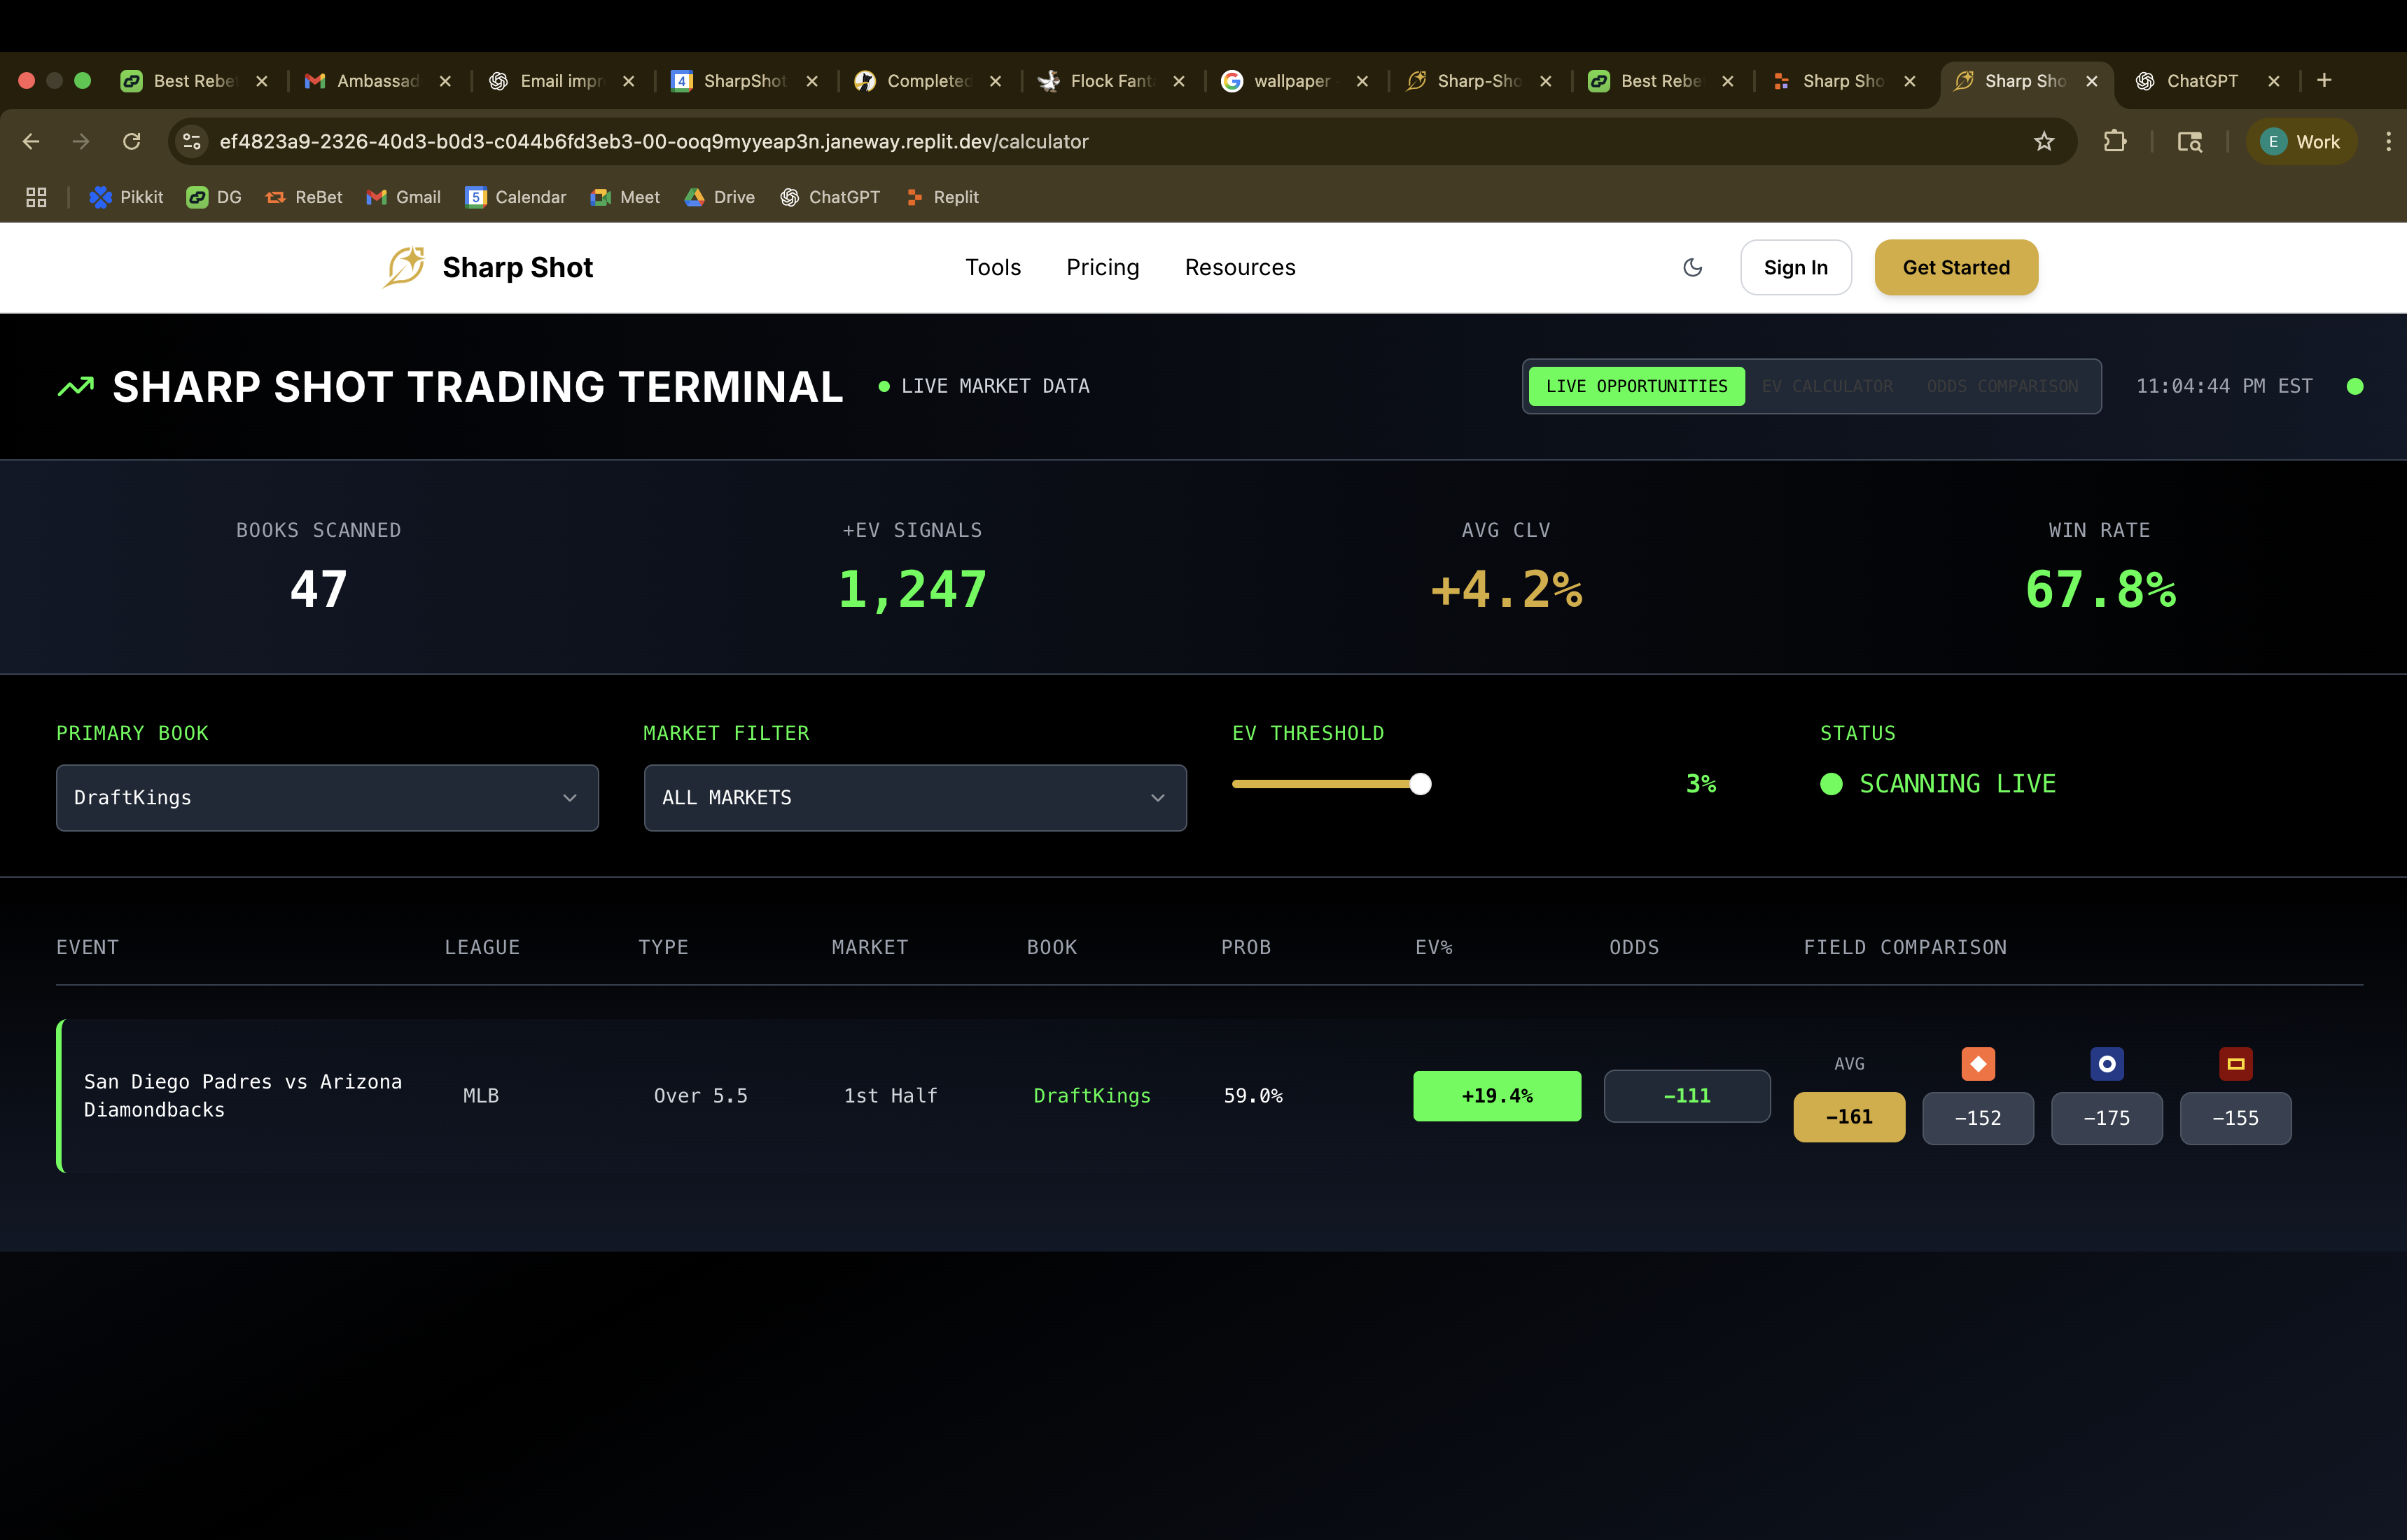 Best Rebe
Ambassad
Email impr
SharpShot
Completed
Flock Fant
wallpaper
Sharp-Sho
Best Rebe
Sharp Sho
Sharp Sho
ChatGPT
ef4823a9-2326-40d3-b0d3-c044b6fd3eb3-00-ooq9myyeap3n.janeway.replit.dev/calculator
E Work
Pikkit
DG
ReBet
Gmail
5 Calendar
Meet
Drive
ChatGPT
Replit
Sharp Shot
Tools
Pricing
Resources
Sign In
Get Started
SHARP SHOT TRADING TERMINAL
LIVE MARKET DATA
LIVE OPPORTUNITIES
EV CALCULATOR
ODDS COMPARISON
11:04:44 PM EST
BOOKS SCANNED
47
+EV SIGNALS
1,247
AVG CLV
+4.2%
WIN RATE
67.8%
PRIMARY BOOK
DraftKings
MARKET FILTER
ALL MARKETS
EV THRESHOLD
3%
STATUS
SCANNING LIVE
EVENT
LEAGUE
TYPE
MARKET
BOOK
PROB
EV%
ODDS
FIELD COMPARISON
San Diego Padres vs Arizona
Diamondbacks
MLB
Over 5.5
1st Half
DraftKings
59.0%
+19.4%
-111
AVG
-161
-152
-175
-155